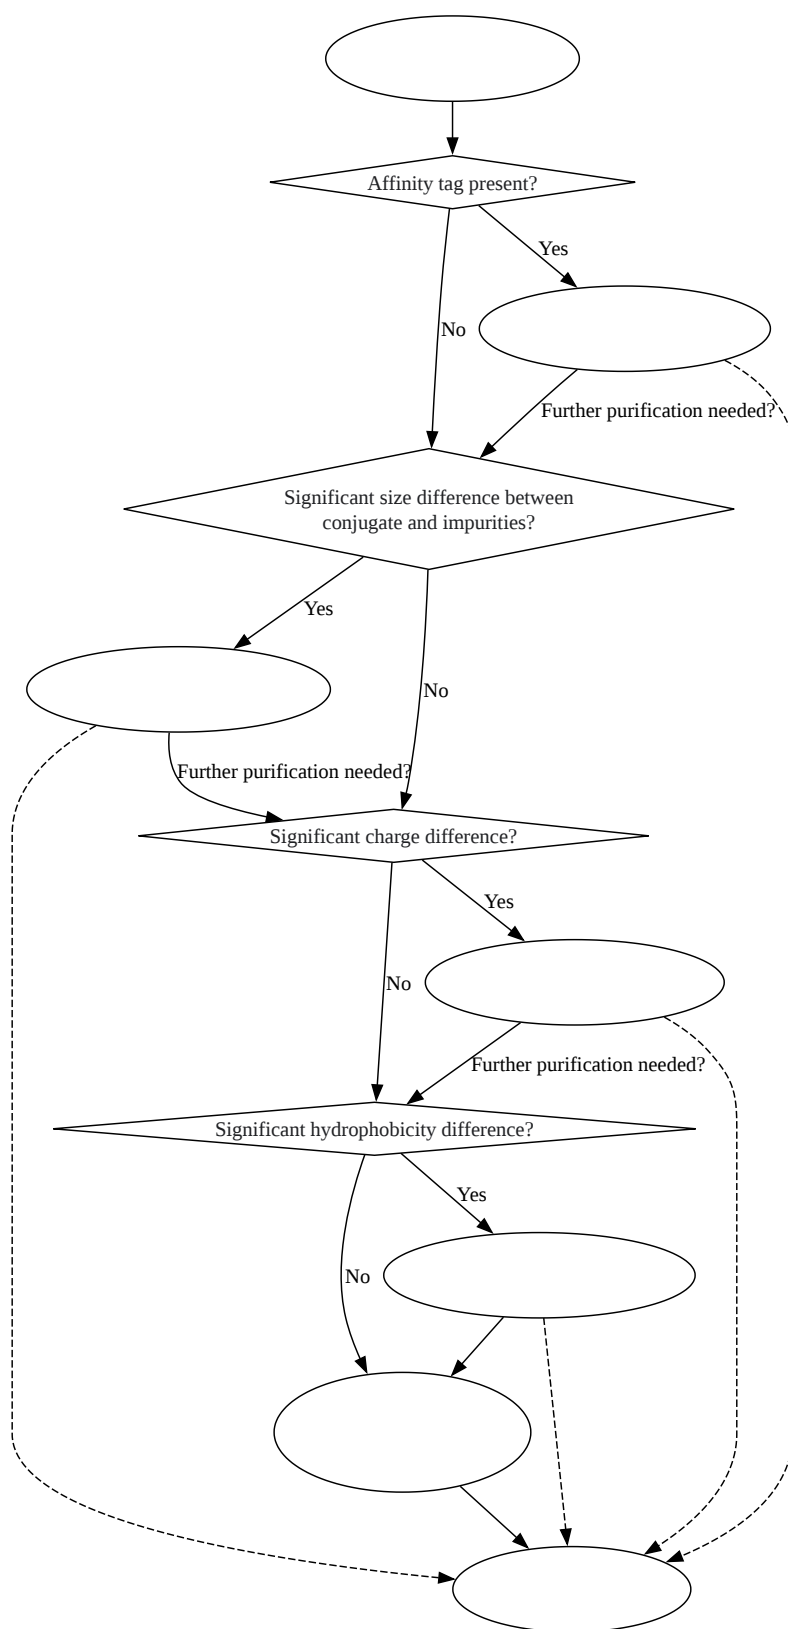 Affinity tag present?
Yes
No
Further purification needed?
Significant size difference between
conjugate and impurities?
Yes
No
Further purification needed?
Significant charge difference?
Yes
No
Further purification needed?
Significant hydrophobicity difference?
Yes
No